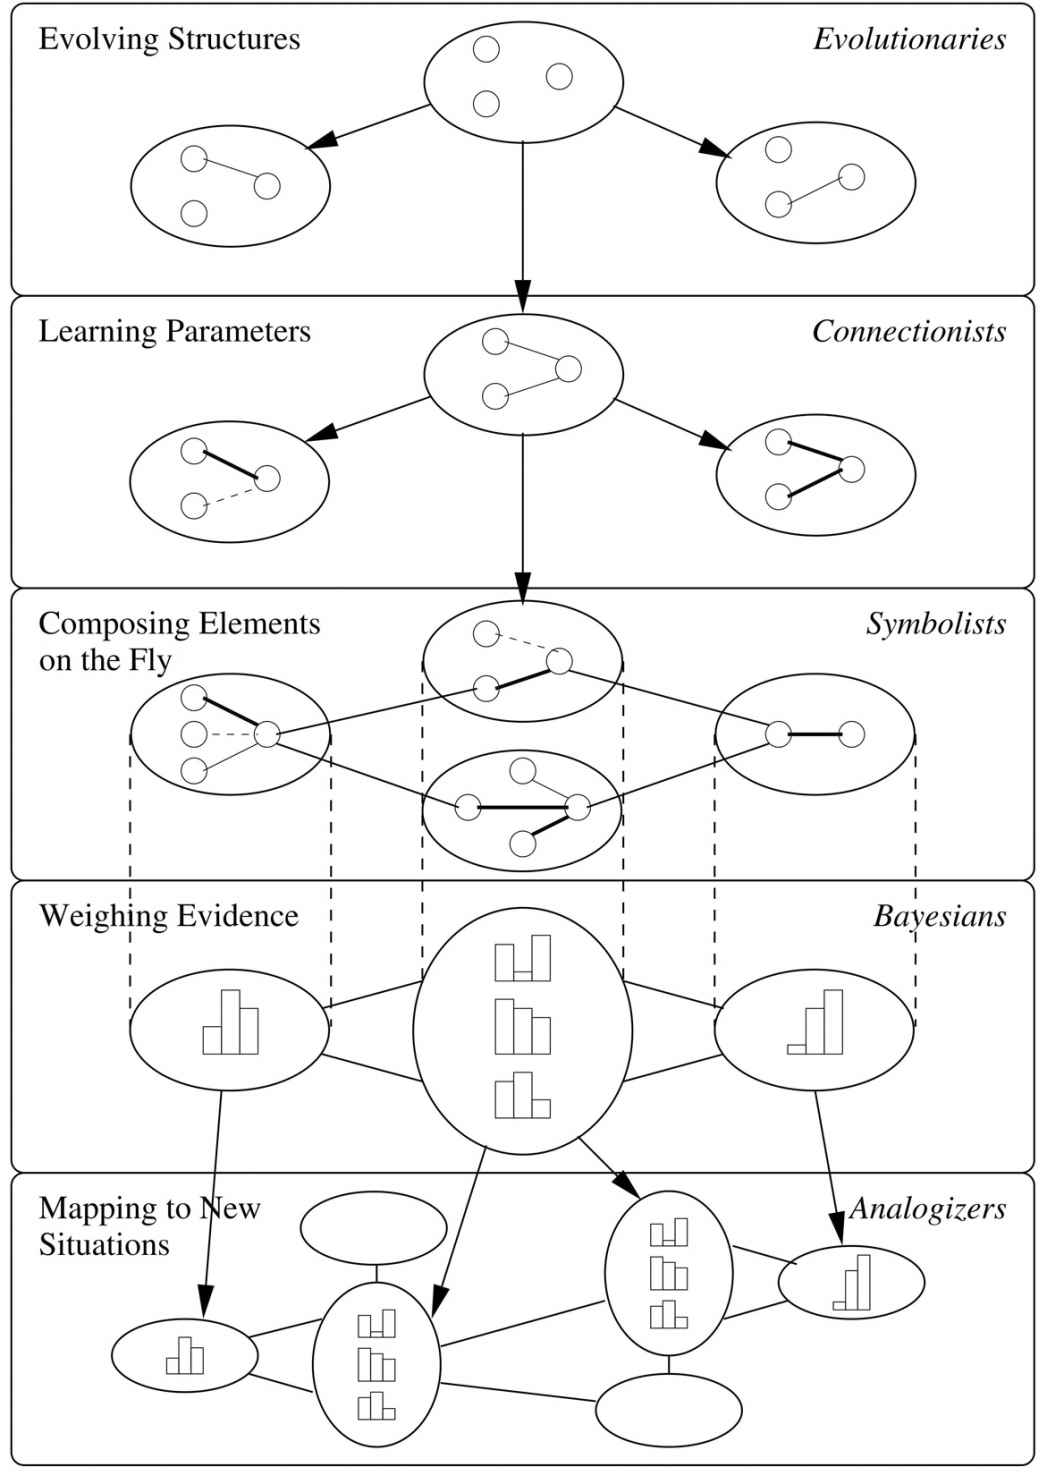 Evolving Structures
Evolutionaries
Learning Parameters
Connectionists
Composing Elements
on the Fly
Symbolists
Weighing Evidence
Bayesians
Mapping to New
Situations
Analogizers